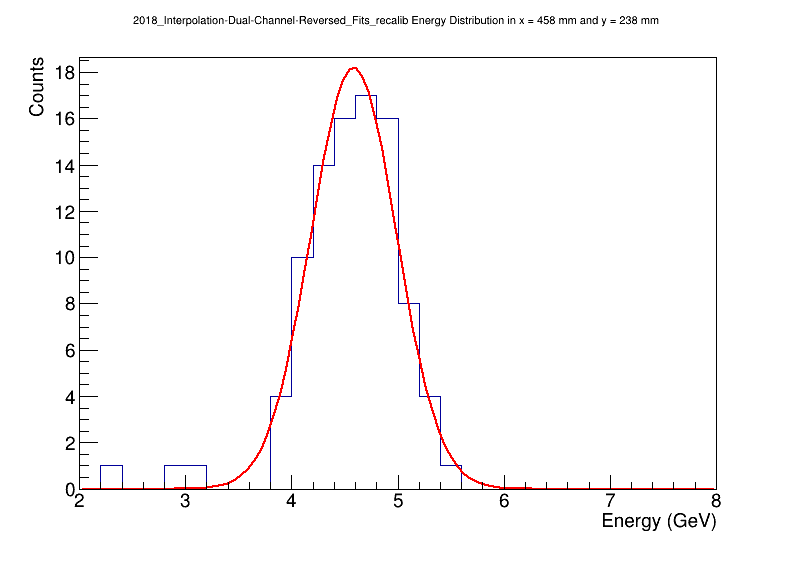 2018_Interpolation-Dual-Channel-Reversed_Fits_recalib Energy Distribution in x = 458 mm and y = 238 mm
Counts
18
16
14
12
10
8
6
4
2
0
2 3 4 5 6 7 8
Energy (GeV)